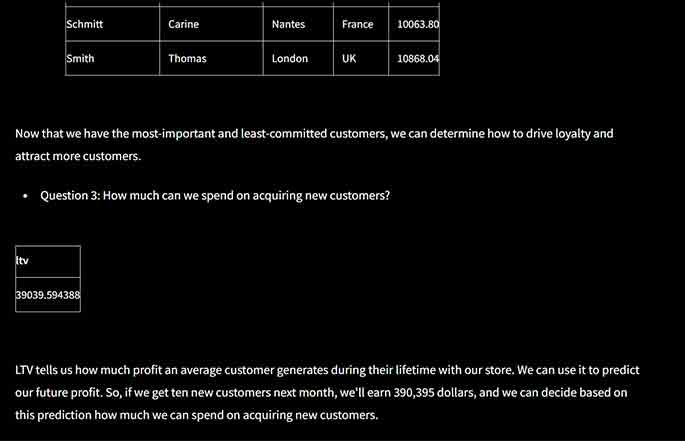 Schmitt Carine Nantes France 10063.80
Smith Thomas London UK 10868.04
Now that we have the most-important and least-committed customers, we can determine how to drive loyalty and
attract more customers.
• Question 3: How much can we spend on acquiring new customers?
ltv
39039.594388
LTV tells us how much profit an average customer generates during their lifetime with our store. We can use it to predict
our future profit. So, if we get ten new customers next month, we'll earn 390,395 dollars, and we can decide based on
this prediction how much we can spend on acquiring new customers.